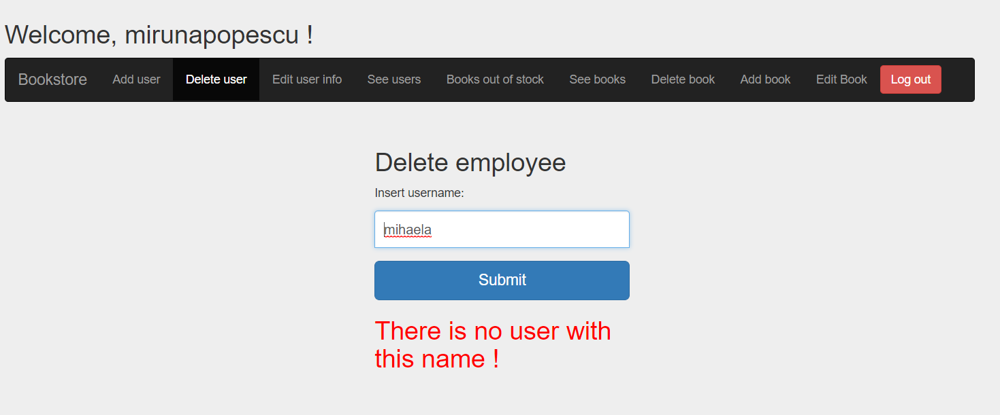 Welcome, mirunapopescu !
Bookstore Add user Delete user Edit user info See users Books out of stock See books Delete book Add book Edit Book Log out
Delete employee
Insert username:
mihaela
Submit
There is no user with
this name !